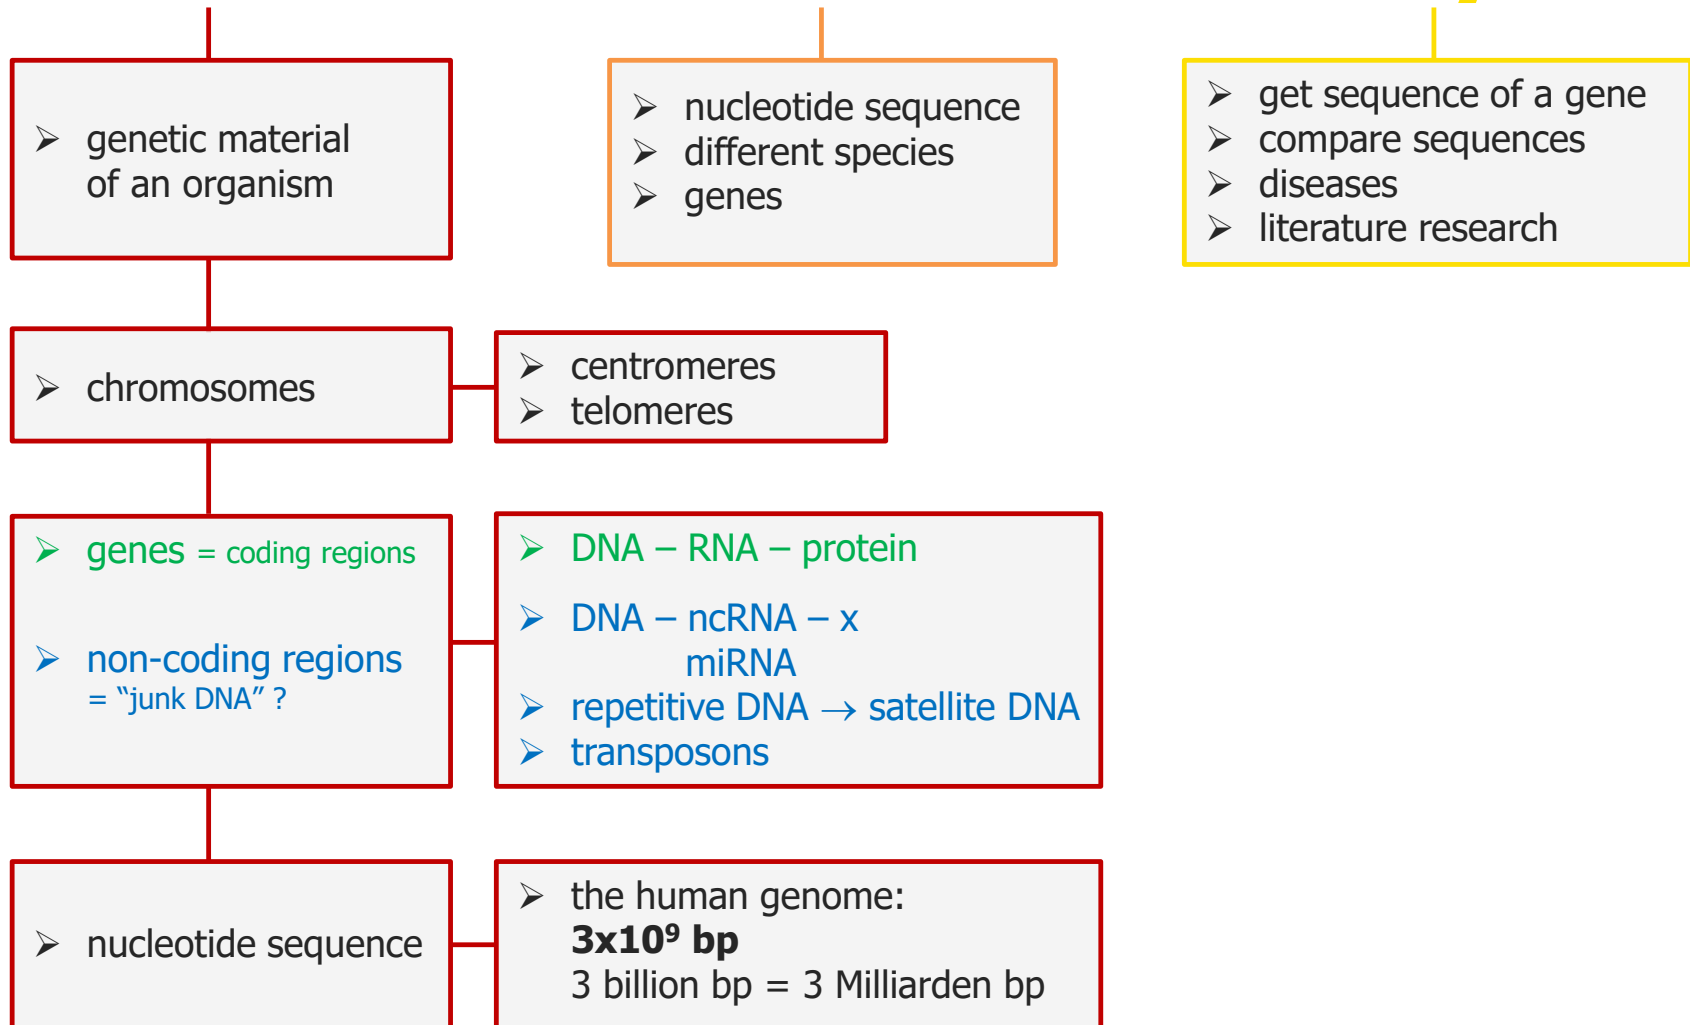 ➢ genetic material
of an organism
➢ nucleotide sequence
➢ different species
➢ genes
➢ get sequence of a gene
➢ compare sequences
➢ diseases
➢ literature research
➢ chromosomes
➢ centromeres
➢ telomeres
➢ genes = coding regions
➢ non-coding regions
= “junk DNA” ?
➢ DNA – RNA – protein
➢ DNA – ncRNA – x
miRNA
➢ repetitive DNA → satellite DNA
➢ transposons
➢ nucleotide sequence
➢ the human genome:
3x10⁹ bp
3 billion bp = 3 Milliarden bp